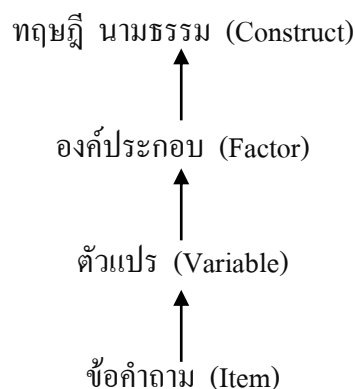 ทฤษฎี นามธรรม (Construct)
องค์ประกอบ (Factor)
ตัวแปร (Variable)
ข้อคำถาม (Item)